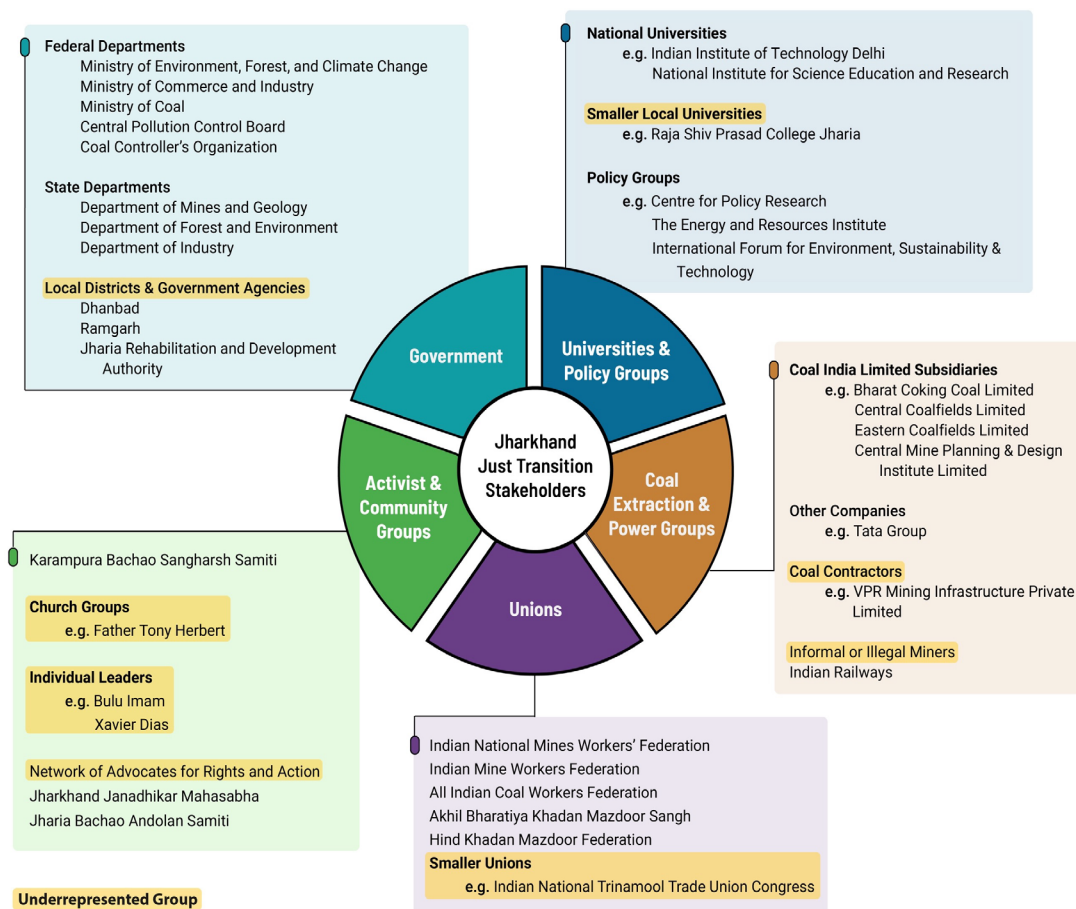 Federal Departments
Ministry of Environment, Forest, and Climate Change
Ministry of Commerce and Industry
Ministry of Coal
Central Pollution Control Board
Coal Controller's Organization
State Departments
Department of Mines and Geology
Department of Forest and Environment
Department of Industry
Local Districts & Government Agencies
Dhanbad
Ramgarh
Jharia Rehabilitation and Development
Authority
National Universities
e.g. Indian Institute of Technology Delhi
National Institute for Science Education and Research
Smaller Local Universities
e.g. Raja Shiv Prasad College Jharia
Policy Groups
e.g. Centre for Policy Research
The Energy and Resources Institute
International Forum for Environment, Sustainability &
Technology
Government
Universities &
Policy Groups
Jharkhand
Just Transition
Stakeholders
Activist &
Community
Groups
Coal
Extraction &
Power Groups
Unions
Coal India Limited Subsidiaries
e.g. Bharat Coking Coal Limited
Central Coalfields Limited
Eastern Coalfields Limited
Central Mine Planning & Design
Institute Limited
Other Companies
e.g. Tata Group
Coal Contractors
e.g. VPR Mining Infrastructure Private
Limited
Informal or Illegal Miners
Indian Railways
Karampura Bachao Sangharsh Samiti
Church Groups
e.g. Father Tony Herbert
Individual Leaders
e.g. Bulu Imam
Xavier Dias
Network of Advocates for Rights and Action
Jharkhand Janadhikar Mahasabha
Jharia Bachao Andolan Samiti
Indian National Mines Workers' Federation
Indian Mine Workers Federation
All Indian Coal Workers Federation
Akhil Bharatiya Khadan Mazdoor Sangh
Hind Khadan Mazdoor Federation
Smaller Unions
e.g. Indian National Trinamool Trade Union Congress
Underrepresented Group